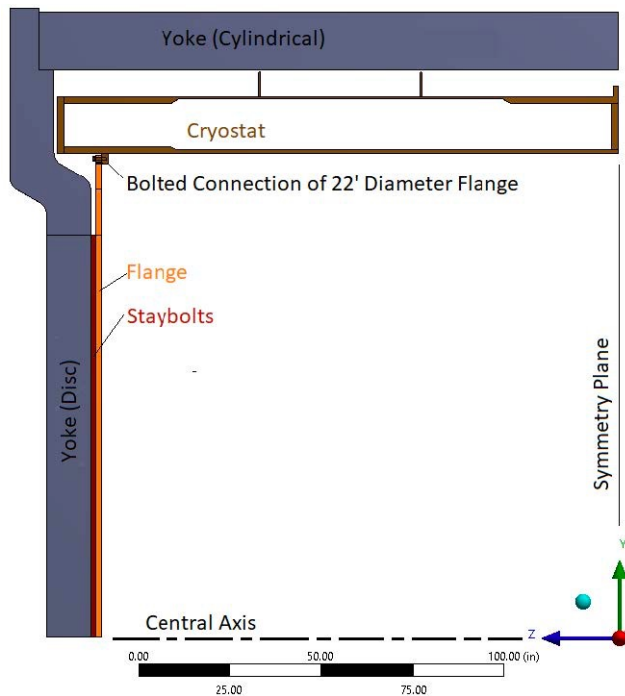 Yoke (Cylindrical)
Cryostat
Bolted Connection of 22' Diameter Flange
Flange
Staybolts
Yoke (Disc)
Symmetry Plane
Y
Z
Central Axis
0.00 50.00 100.00 (in)
25.00 75.00